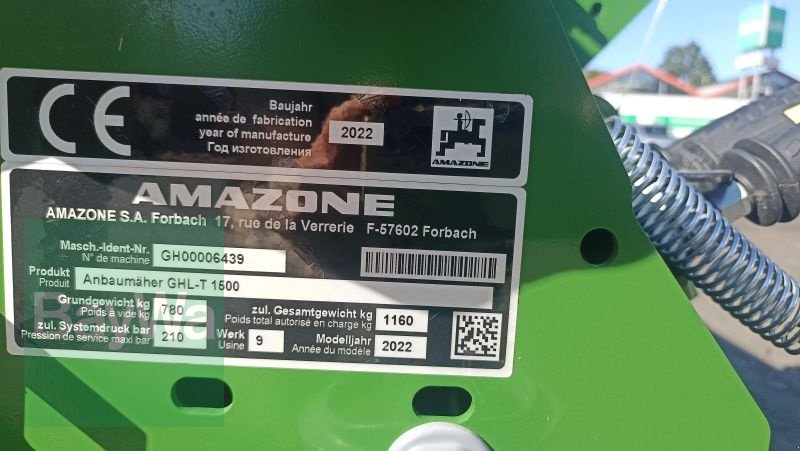 CE
Baujahr
année de fabrication
year of manufacture
Год изготовления
2022
AMAZONE
AMAZONE
AMAZONE S.A. Forbach 17, rue de la Verrerie F-57602 Forbach
Masch.-Ident-Nr.
N° de machine
GH00006439
Produkt
Produit
Anbaumäher GHL-T 1500
Grundgewicht kg
Poids à vide kg
780
zul. Gesamtgewicht kg
Poids total autorisé en charge kg
1160
zul. Systemdruck bar
Pression de service maxi bar
210
Werk
Usine
9
Modelljahr
Année du modèle
2022
BayWa